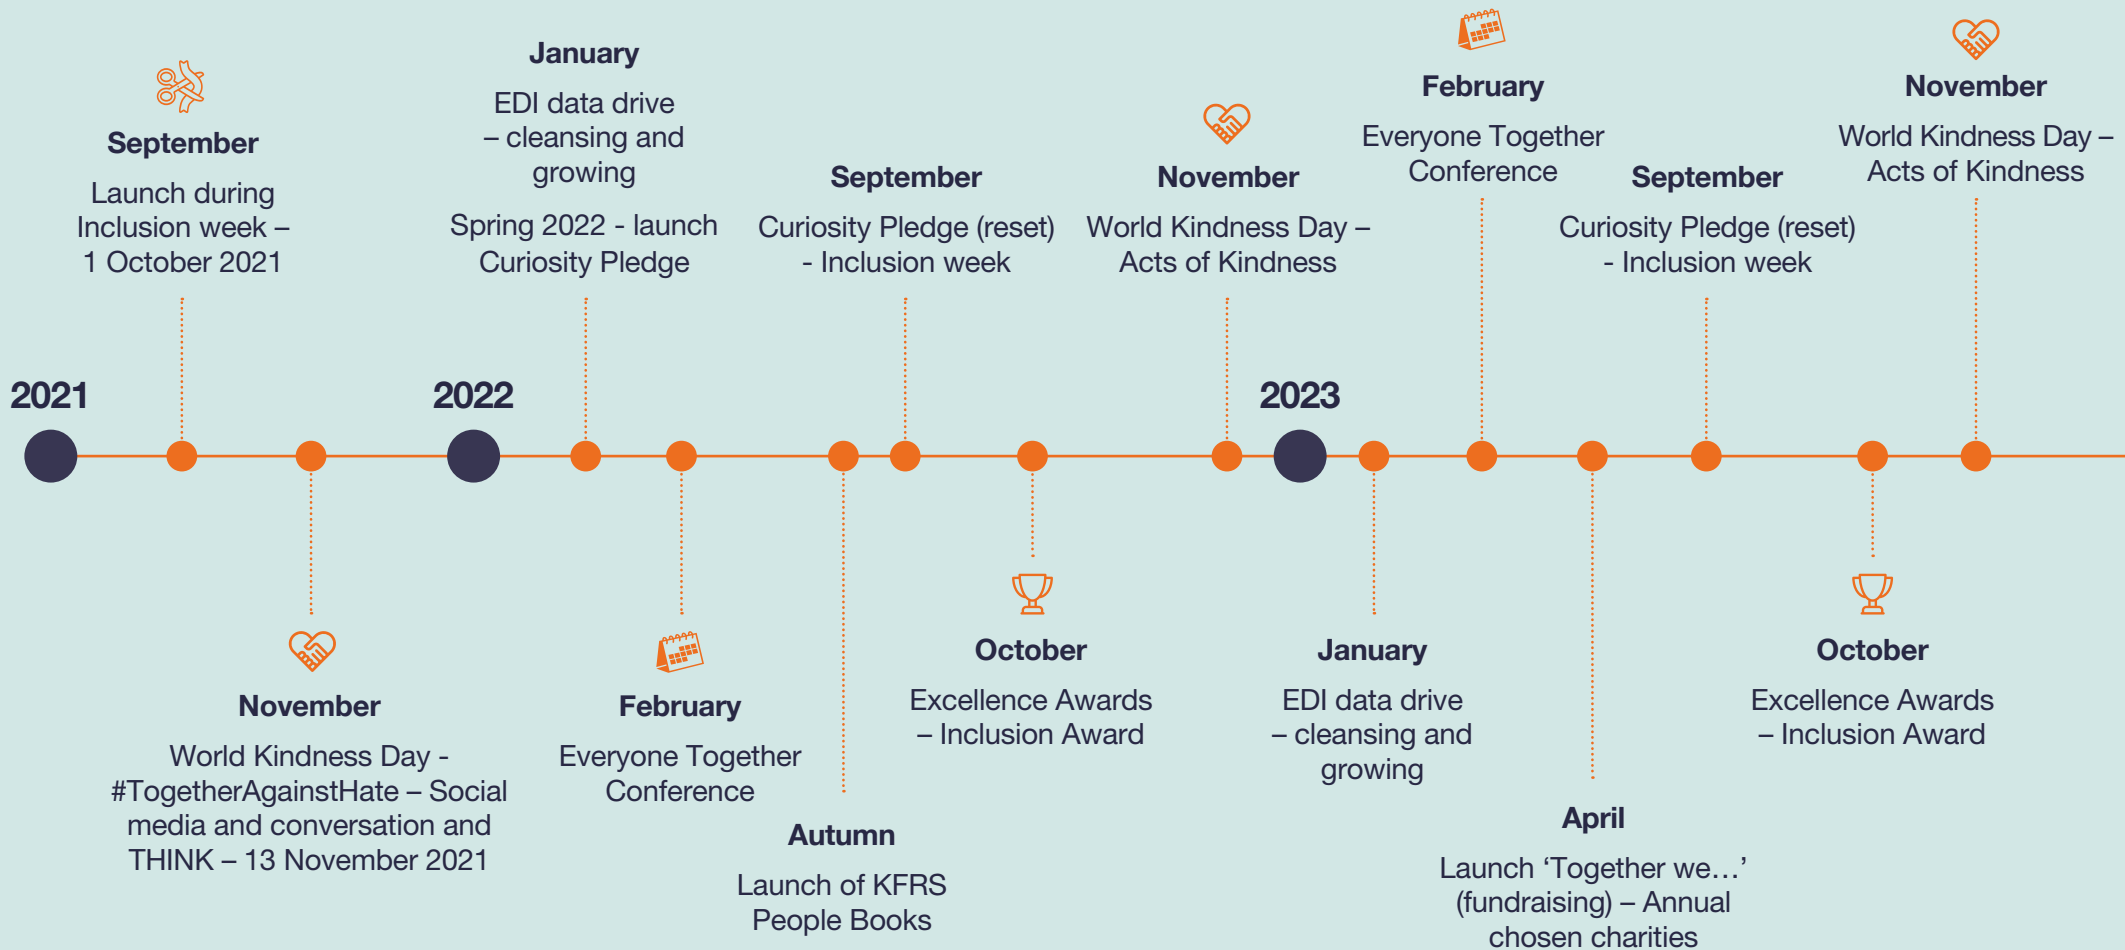 2021
September
Launch during
Inclusion week –
1 October 2021
November
World Kindness Day -
#TogetherAgainstHate – Social
media and conversation and
THINK – 13 November 2021
2022
January
EDI data drive
– cleansing and
growing
Spring 2022 - launch
Curiosity Pledge
February
Everyone Together
Conference
Autumn
Launch of KFRS
People Books
September
Curiosity Pledge (reset)
- Inclusion week
October
Excellence Awards
– Inclusion Award
November
World Kindness Day –
Acts of Kindness
2023
January
EDI data drive
– cleansing and
growing
February
Everyone Together
Conference
April
Launch ‘Together we…’
(fundraising) – Annual
chosen charities
September
Curiosity Pledge (reset)
- Inclusion week
October
Excellence Awards
– Inclusion Award
November
World Kindness Day –
Acts of Kindness